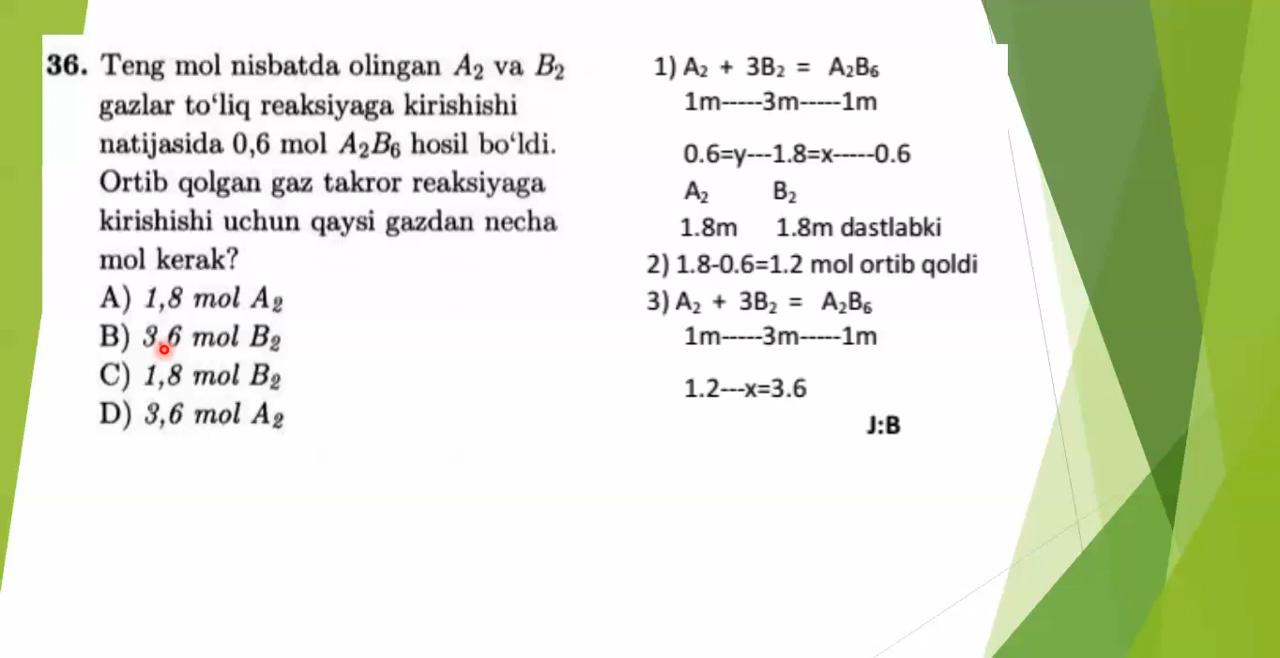 36. Teng mol nisbatda olingan A₂ va B₂
gazlar to‘liq reaksiyaga kirishishi
natijasida 0,6 mol A₂B₆ hosil bo‘ldi.
Ortib qolgan gaz takror reaksiyaga
kirishishi uchun qaysi gazdan necha
mol kerak?
A) 1,8 mol A₂
B) 3,6 mol B₂
C) 1,8 mol B₂
D) 3,6 mol A₂
1) A₂ + 3B₂ = A₂B₆
1m-----3m-----1m
0.6=y---1.8=x-----0.6
A₂ B₂
1.8m 1.8m dastlabki
2) 1.8-0.6=1.2 mol ortib qoldi
3) A₂ + 3B₂ = A₂B₆
1m-----3m-----1m
1.2---x=3.6
J:B